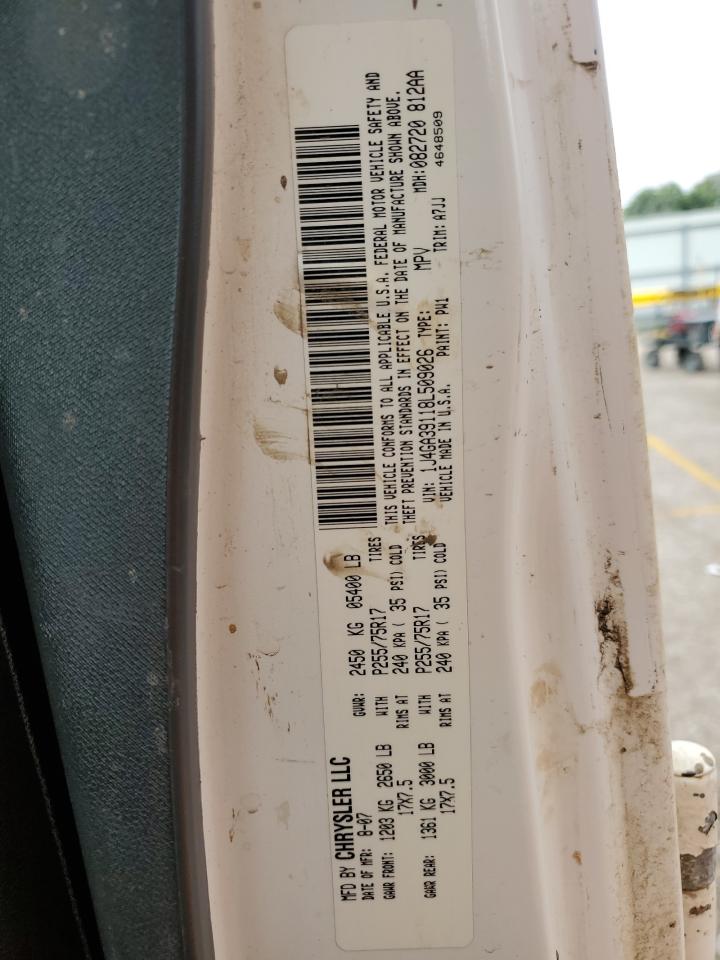 MFD BY CHRYSLER LLC
DATE OF MFR: 8-07
GVWR: 2450 KG 05400 LB
GAWR FRONT: 1203 KG 2650 LB WITH P255/75R17 TIRES
17X7.5 RIMS AT 240 KPA ( 35 PSI) COLD
GAWR REAR: 1361 KG 3000 LB WITH P255/75R17 TIRES
17X7.5 RIMS AT 240 KPA ( 35 PSI) COLD
THIS VEHICLE CONFORMS TO ALL APPLICABLE U.S.A. FEDERAL MOTOR VEHICLE SAFETY AND
THEFT PREVENTION STANDARDS IN EFFECT ON THE DATE OF MANUFACTURE SHOWN ABOVE.
VIN: 1J4GA39118L509026 TYPE: MPV MDH:082720 812AA
VEHICLE MADE IN U.S.A. PAINT: PW1 TRIM: A7JJ 4648509